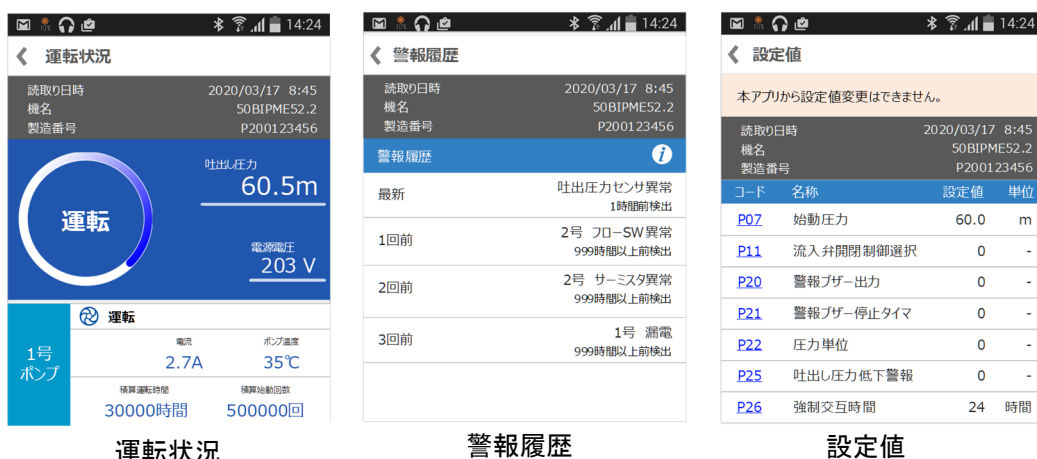 10%
14:24
運転状況
読取り日時 2020/03/17 8:45
機名 50BIPME52.2
製造番号 P200123456
吐出し圧力
60.5m
運転
電源電圧
203 V
1号
ポンプ
運転
電流 ポンプ温度
2.7A 35℃
積算運転時間 積算始動回数
30000時間 500000回
運転状況
10%
14:24
警報履歴
読取り日時 2020/03/17 8:45
機名 50BIPME52.2
製造番号 P200123456
警報履歴 i
最新 吐出圧力センサ異常
1時間前検出
1回前 2号 フローSW異常
999時間以上前検出
2回前 2号 サーミスタ異常
999時間以上前検出
3回前 1号 漏電
999時間以上前検出
警報履歴
10%
14:24
設定値
本アプリから設定値変更はできません。
読取り日時 2020/03/17 8:45
機名 50BIPME52.2
製造番号 P200123456
コード 名称 設定値 単位
P07 始動圧力 60.0 m
P11 流入弁開閉制御選択 0 -
P20 警報ブザー出力 0 -
P21 警報ブザー停止タイマ 0 -
P22 圧力単位 0 -
P25 吐出し圧力低下警報 0 -
P26 強制交互時間 24 時間
設定値